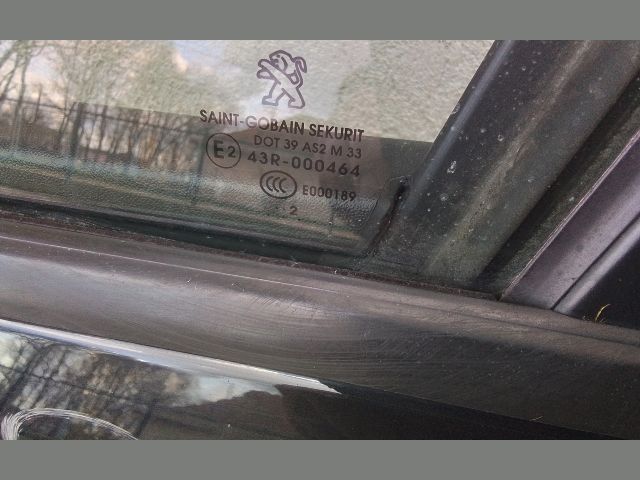 SAINT-GOBAIN SEKURIT
DOT 39 AS2 M 33
E2 43R-000464
CCC E000189
2